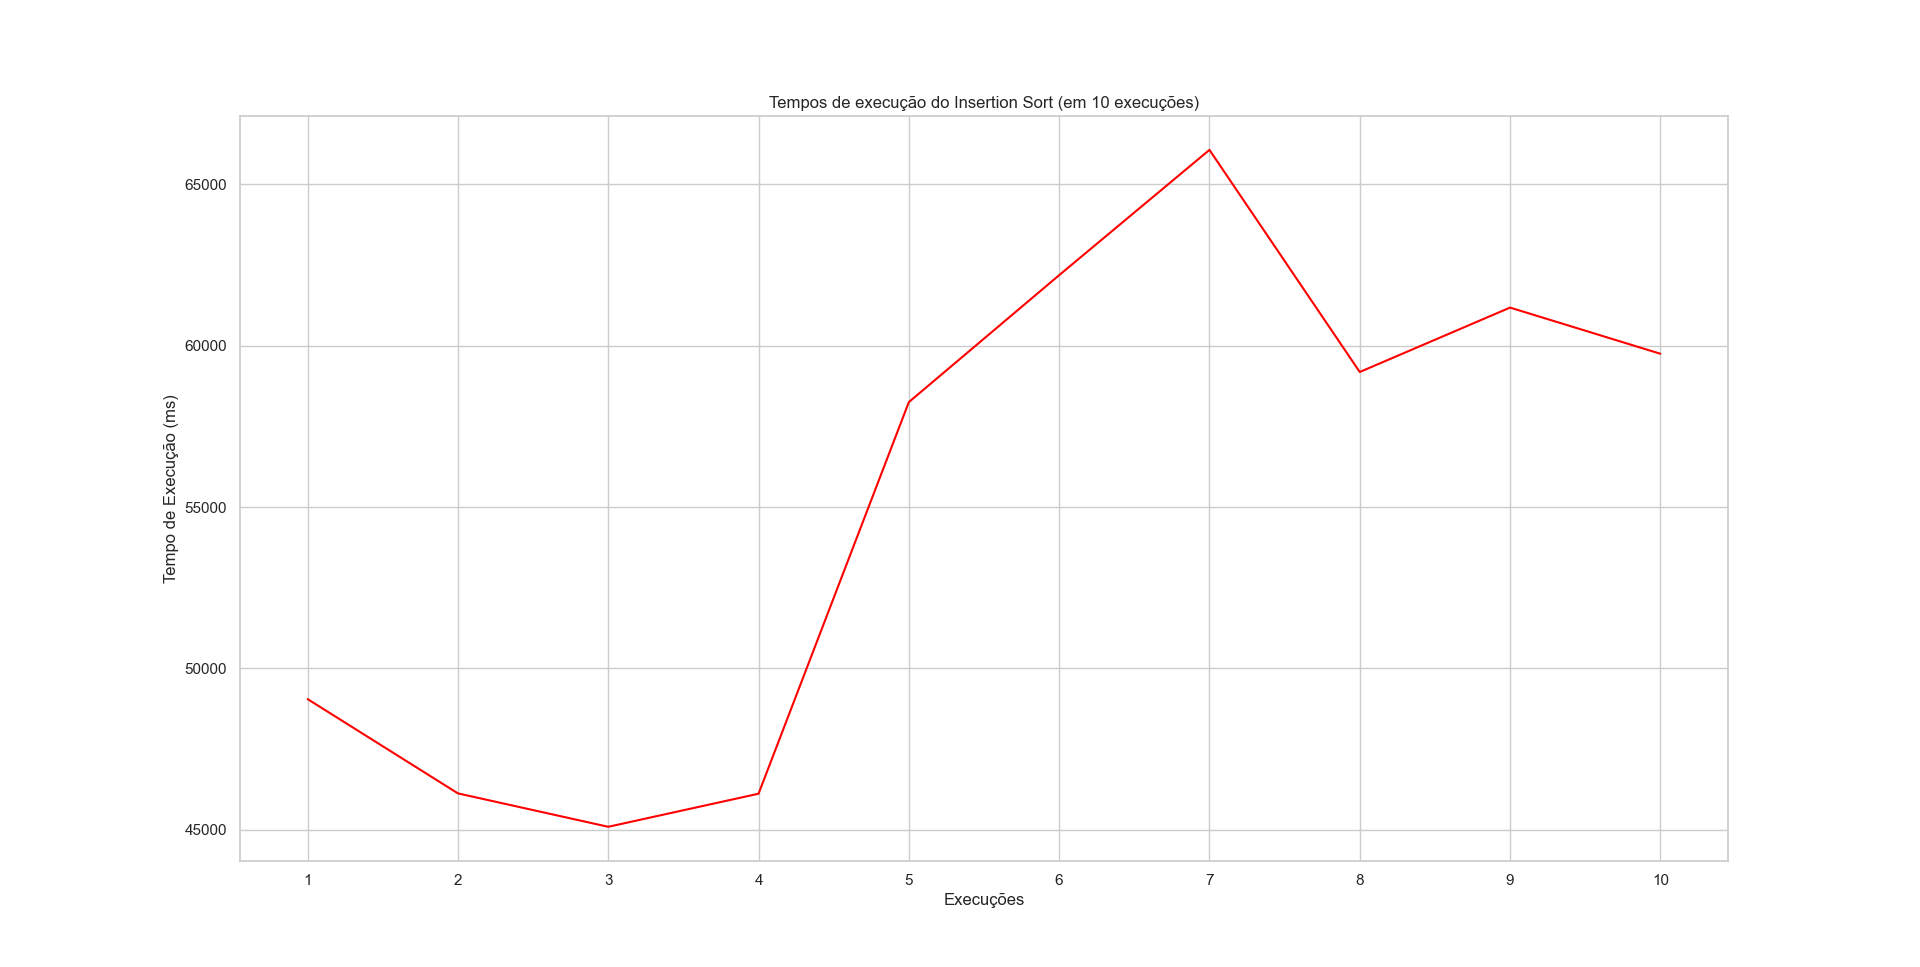 Tempos de execução do Insertion Sort (em 10 execuções)
65000
60000
55000
50000
45000
Tempo de Execução (ms)
1 2 3 4 5 6 7 8 9 10
Execuções